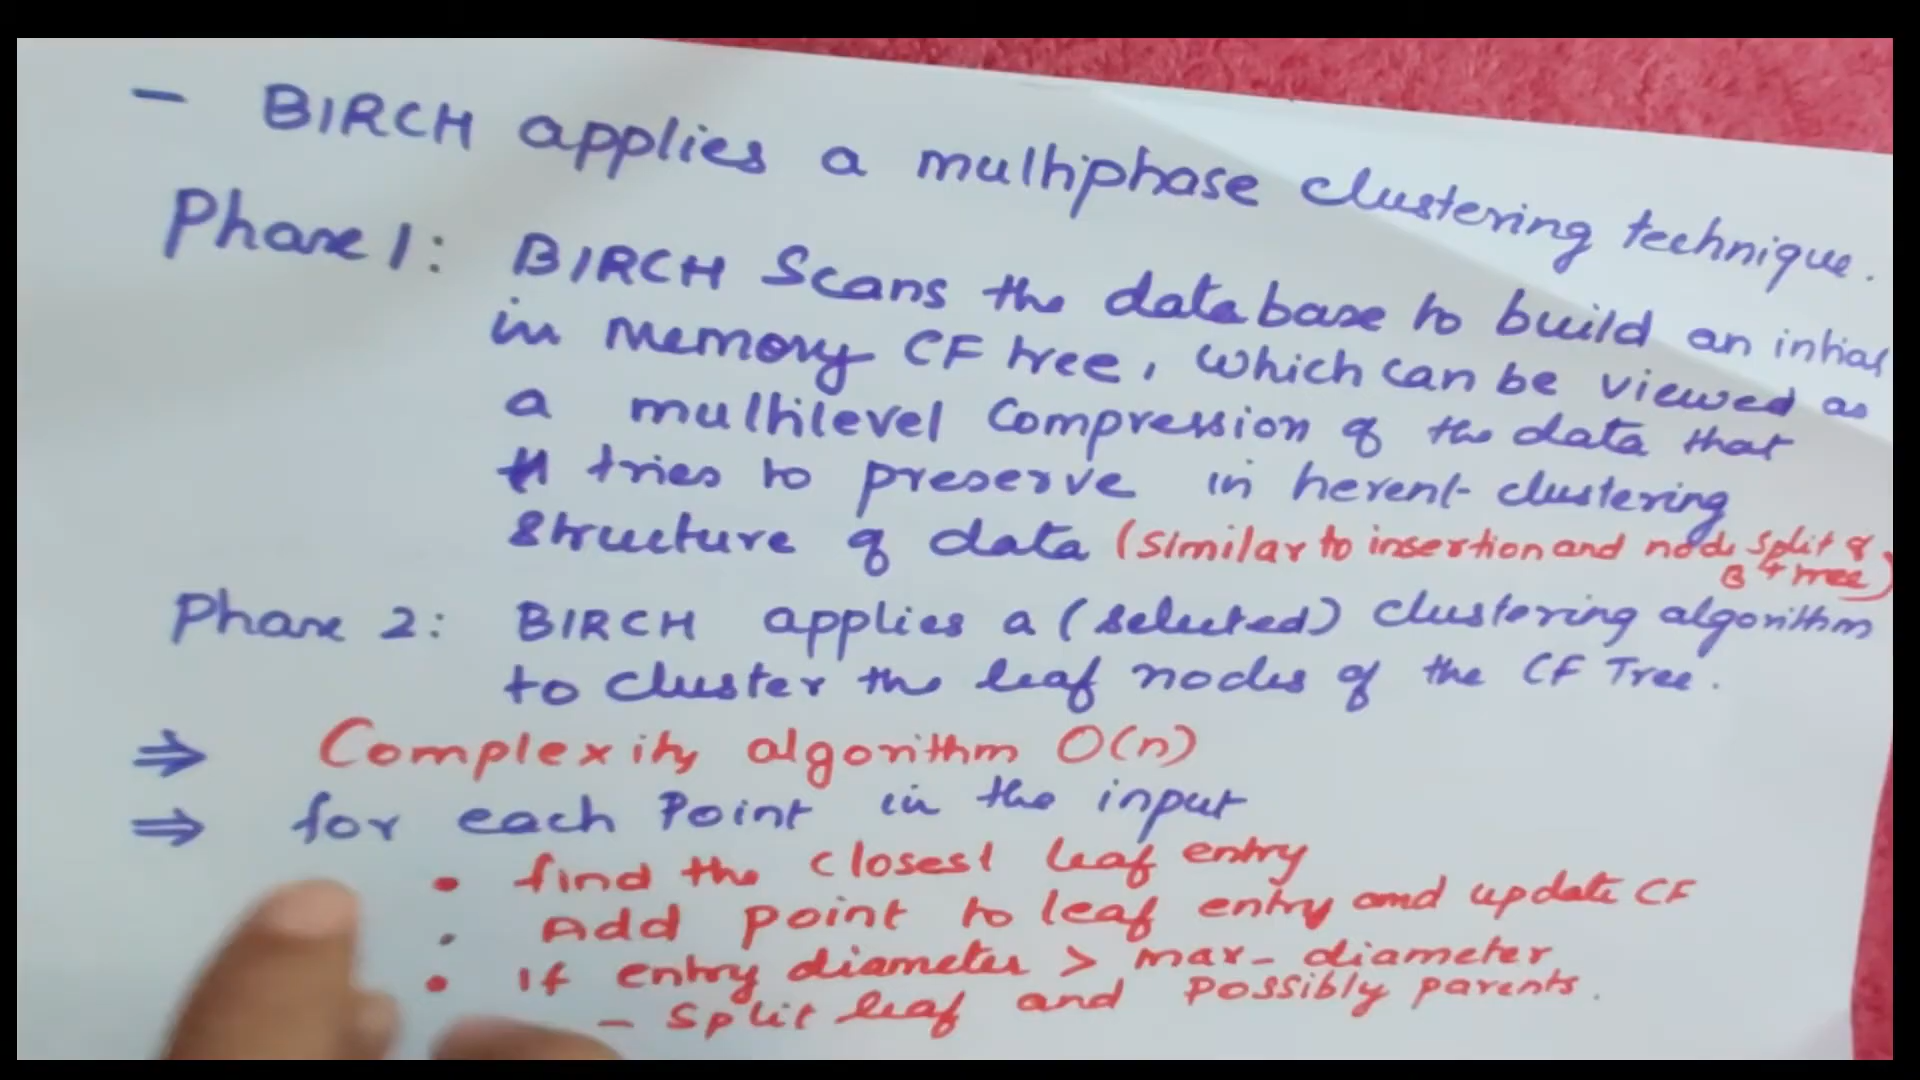 - BIRCH applies a multiphase clustering technique.
Phase 1: BIRCH Scans the database to build an initial
in Memory CF tree, which can be viewed as
a multilevel compression of the data that
tries to preserve inherent clustering
structure of data (similar to insertion and node split of
B+ tree)
Phase 2: BIRCH applies a (selected) clustering algorithm
to cluster the leaf nodes of the CF Tree.
⇒ Complexity algorithm O(n)
⇒ for each Point in the input
• find the closest leaf entry
• Add point to leaf entry and update CF
• If entry diameter > max-diameter
- split leaf and possibly parents.